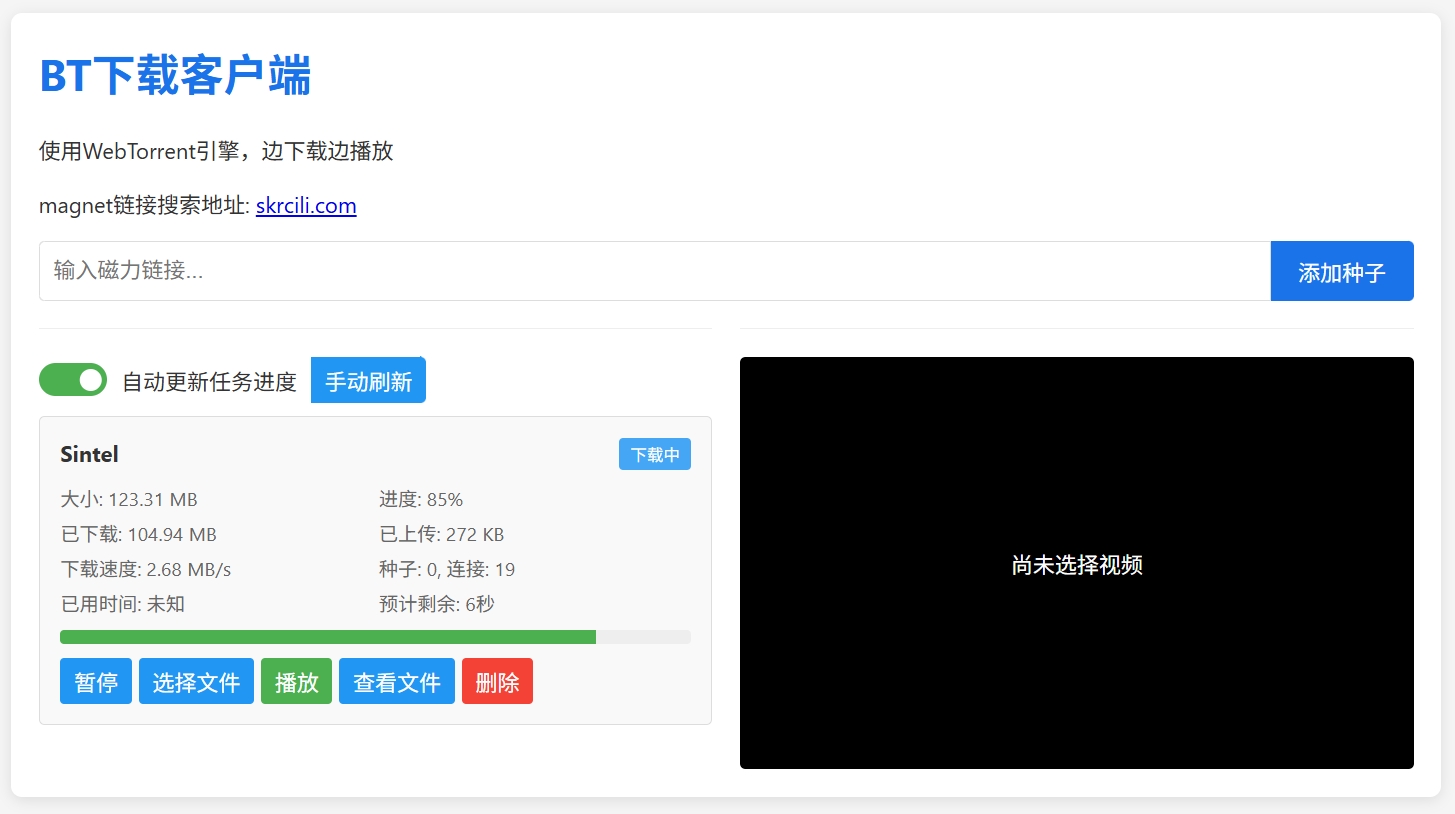 BT下载客户端
使用WebTorrent引擎，边下载边播放
magnet链接搜索地址: skrcili.com
输入磁力链接...
添加种子
自动更新任务进度
手动刷新
Sintel
下载中
大小: 123.31 MB
进度: 85%
已下载: 104.94 MB
已上传: 272 KB
下载速度: 2.68 MB/s
种子: 0, 连接: 19
已用时间: 未知
预计剩余: 6秒
暂停
选择文件
播放
查看文件
删除
尚未选择视频